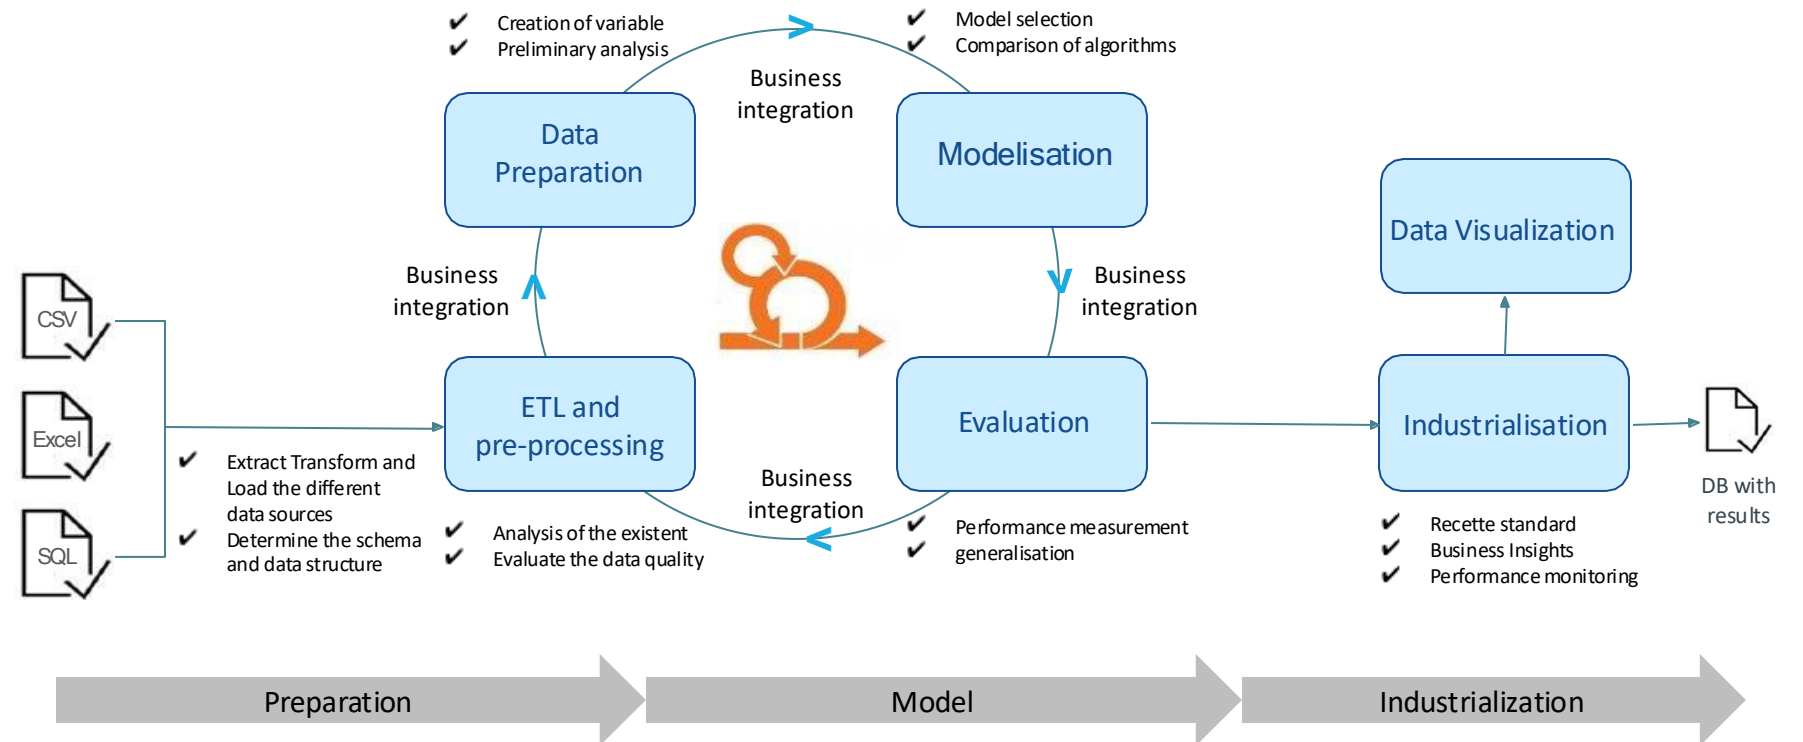 Creation of variable
Preliminary analysis
Model selection
Comparison of algorithms
Business
integration
Data
Preparation
Modelisation
Business
integration
Business
integration
Data Visualization
CSV
Excel
SQL
Extract Transform and
Load the different
data sources
Determine the schema
and data structure
ETL and
pre-processing
Analysis of the existent
Evaluate the data quality
Business
integration
Evaluation
Performance measurement
generalisation
Industrialisation
Recette standard
Business Insights
Performance monitoring
DB with
results
Preparation
Model
Industrialization